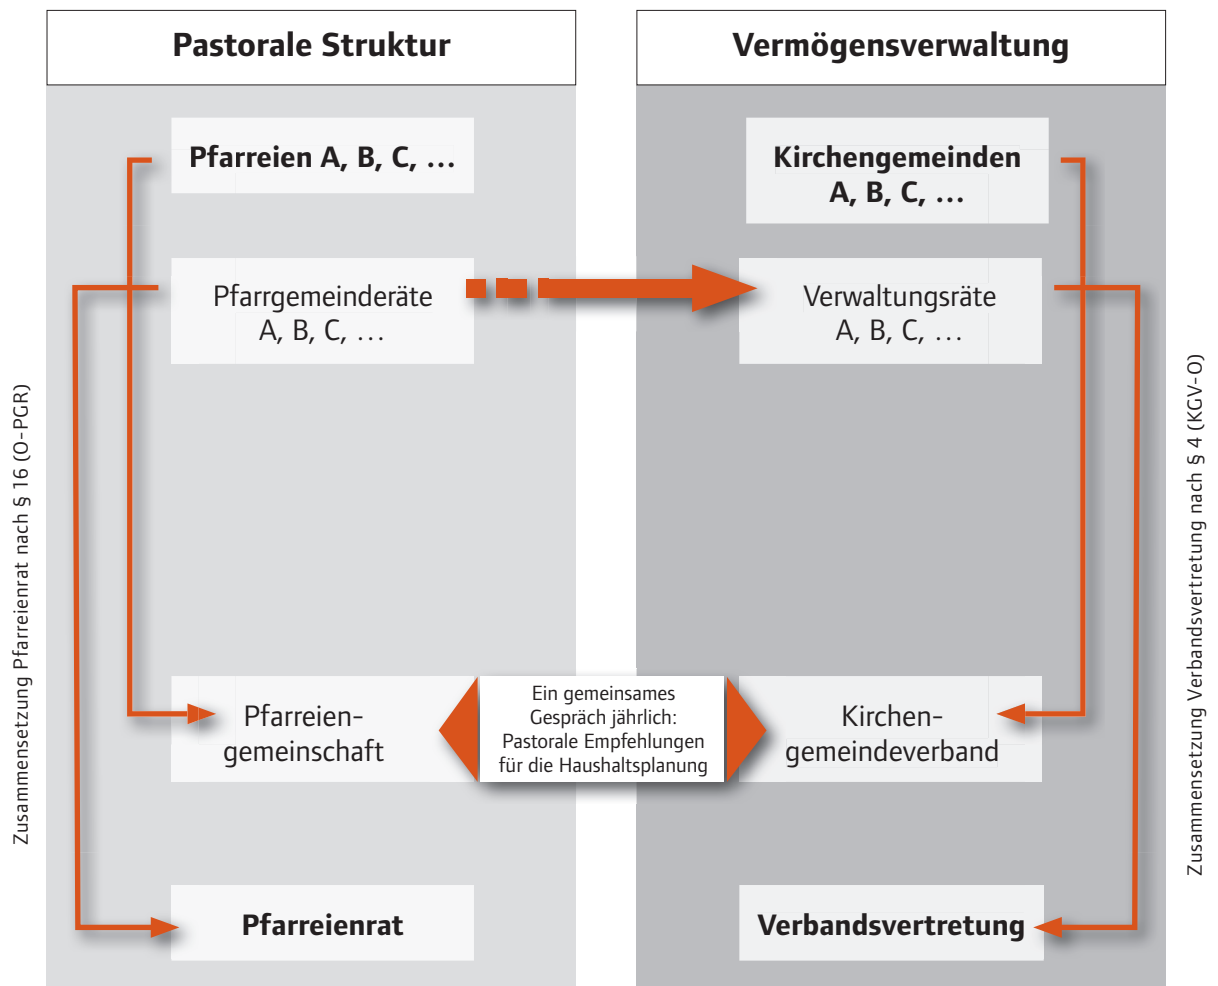 Pastorale Struktur
Vermögensverwaltung
Pfarreien A, B, C, …
Kirchengemeinden
A, B, C, …
Pfarrgemeinderäte
A, B, C, …
Verwaltungsräte
A, B, C, …
Zusammensetzung Pfarreienrat nach § 16 (O-PGR)
Zusammensetzung Verbandsvertretung nach § 4 (KGV-O)
Pfarreien-
gemeinschaft
Ein gemeinsames
Gespräch jährlich:
Pastorale Empfehlungen
für die Haushaltsplanung
Kirchen-
gemeindeverband
Pfarreienrat
Verbandsvertretung